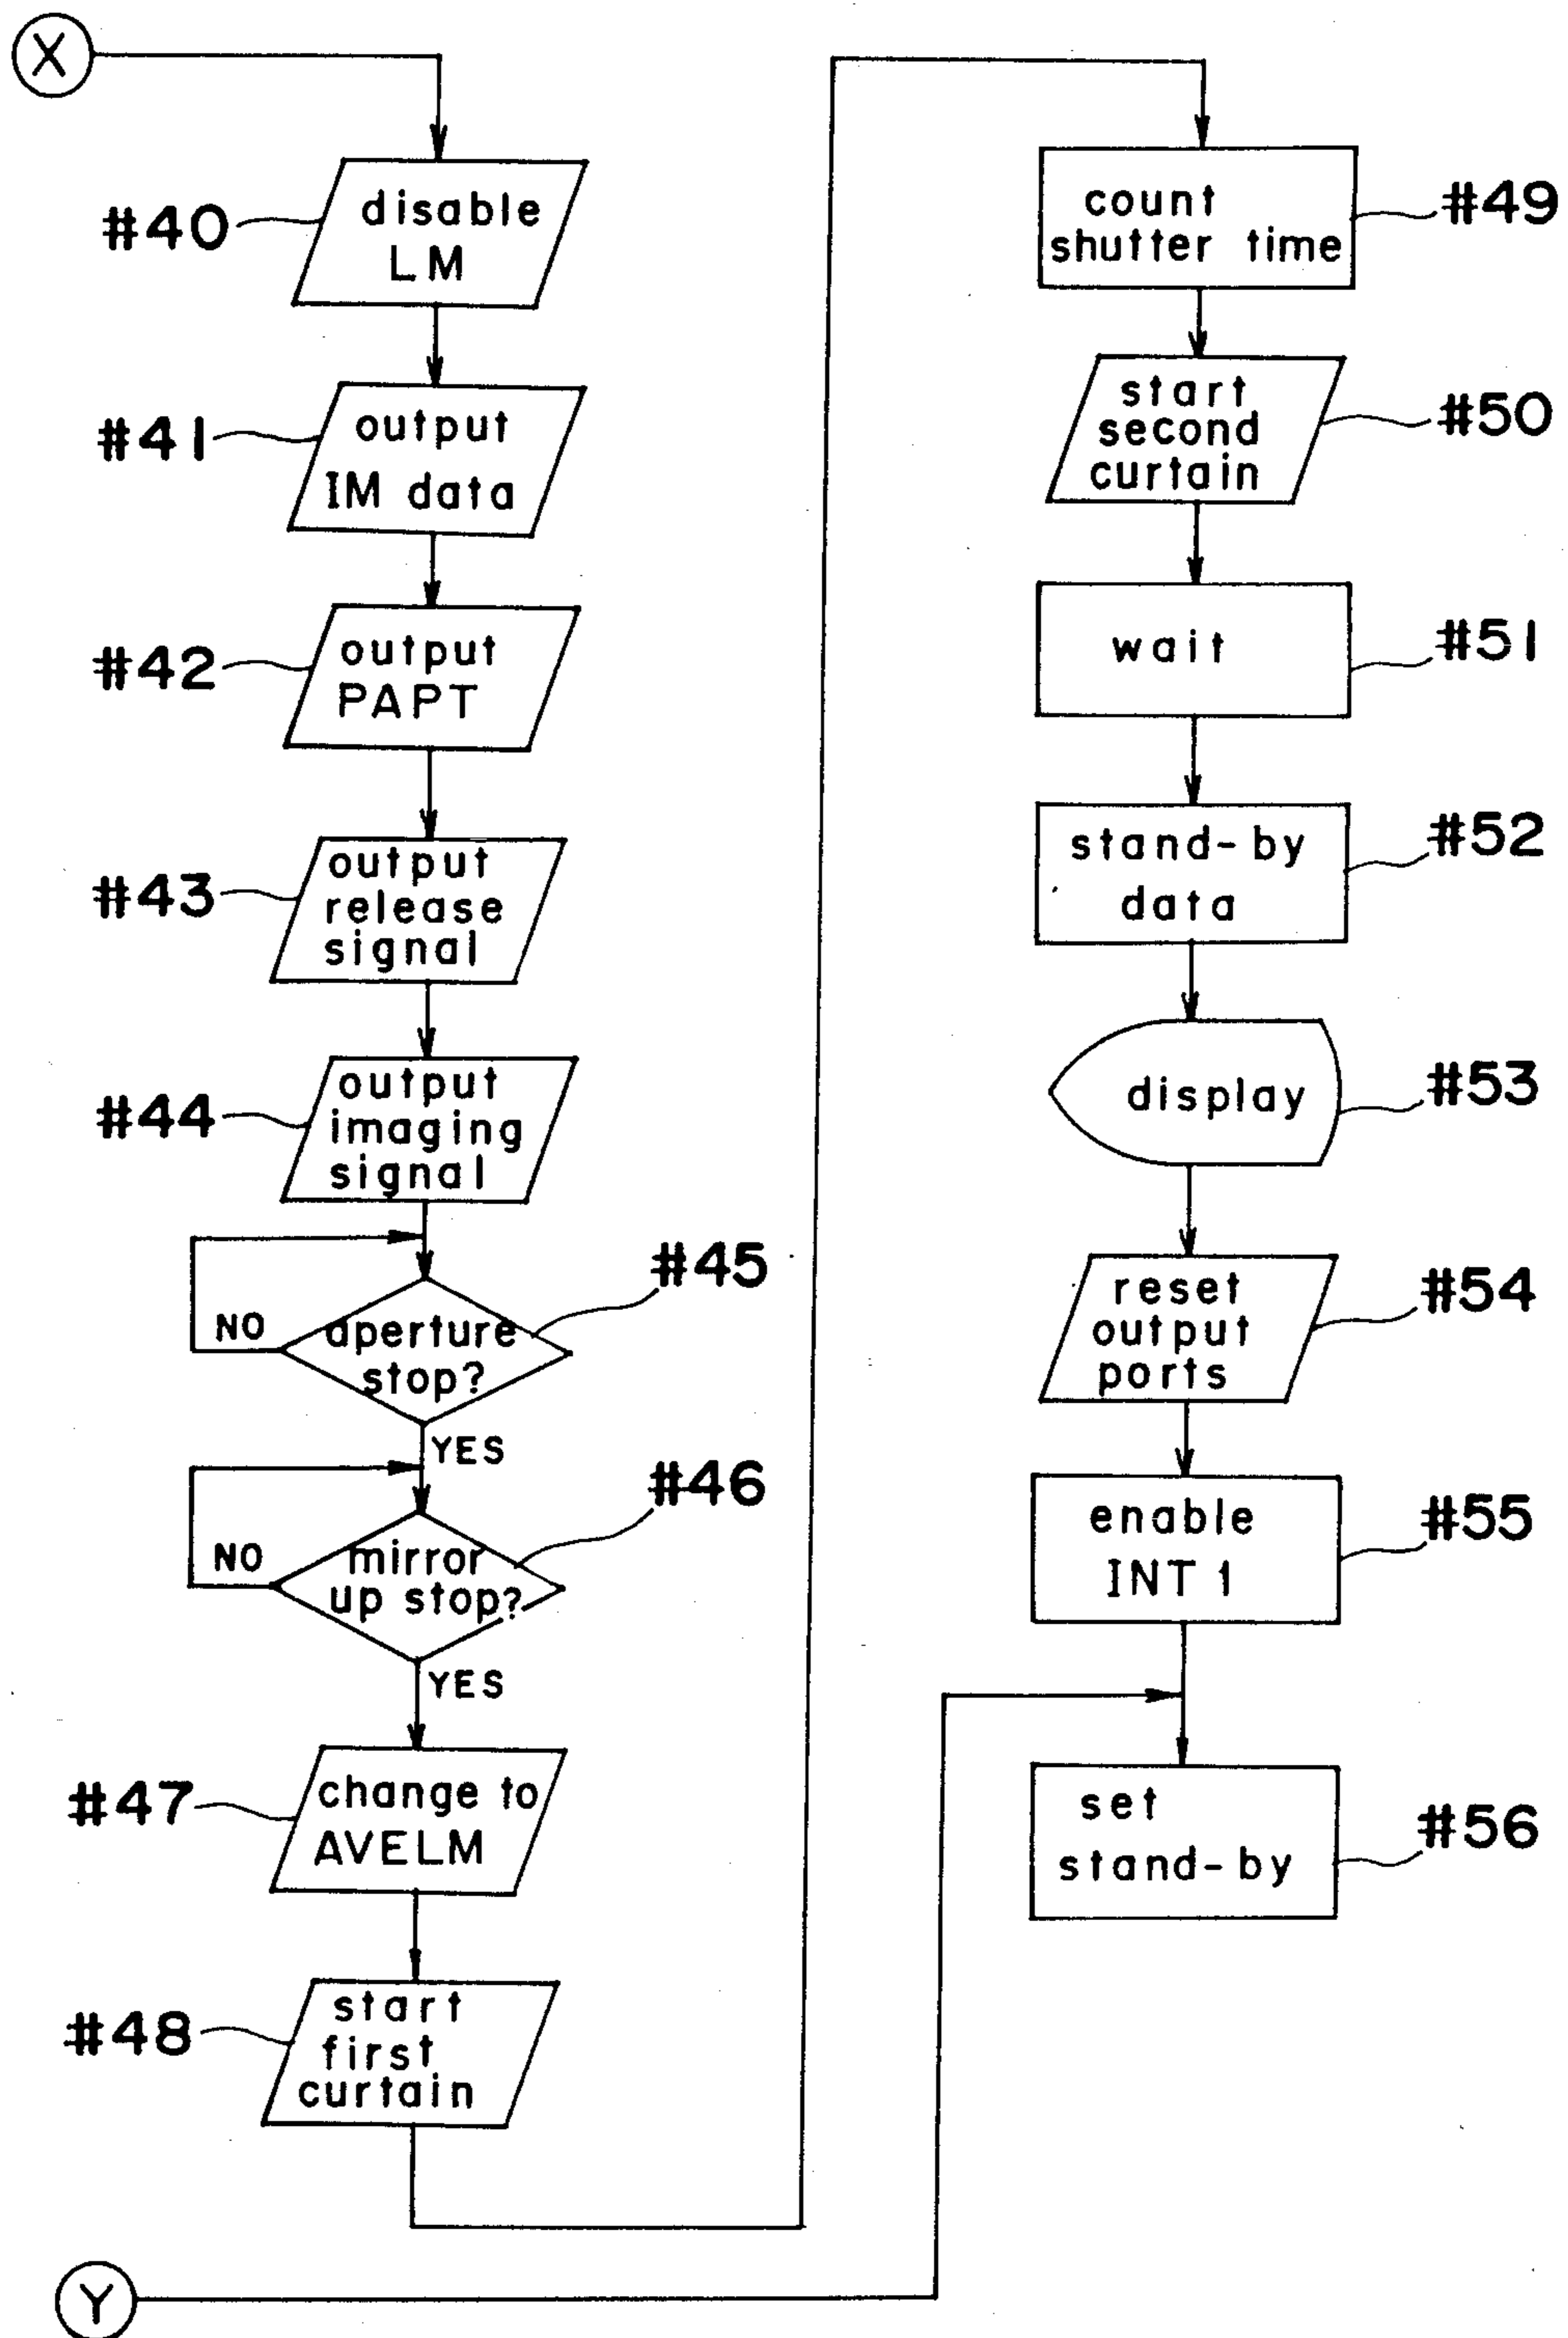 X
#40
disable
LM
#41
output
IM data
#42
output
PAPT
#43
output
release
signal
#44
output
imaging
signal
#45
NO
aperture
stop?
YES
#46
NO
mirror
up stop?
YES
#47
change to
AVELM
#48
start
first
curtain
count
shutter time
#49
start
second
curtain
#50
wait
#51
stand-by
data
#52
display
#53
reset
output
ports
#54
enable
INT 1
#55
set
stand-by
#56
Y